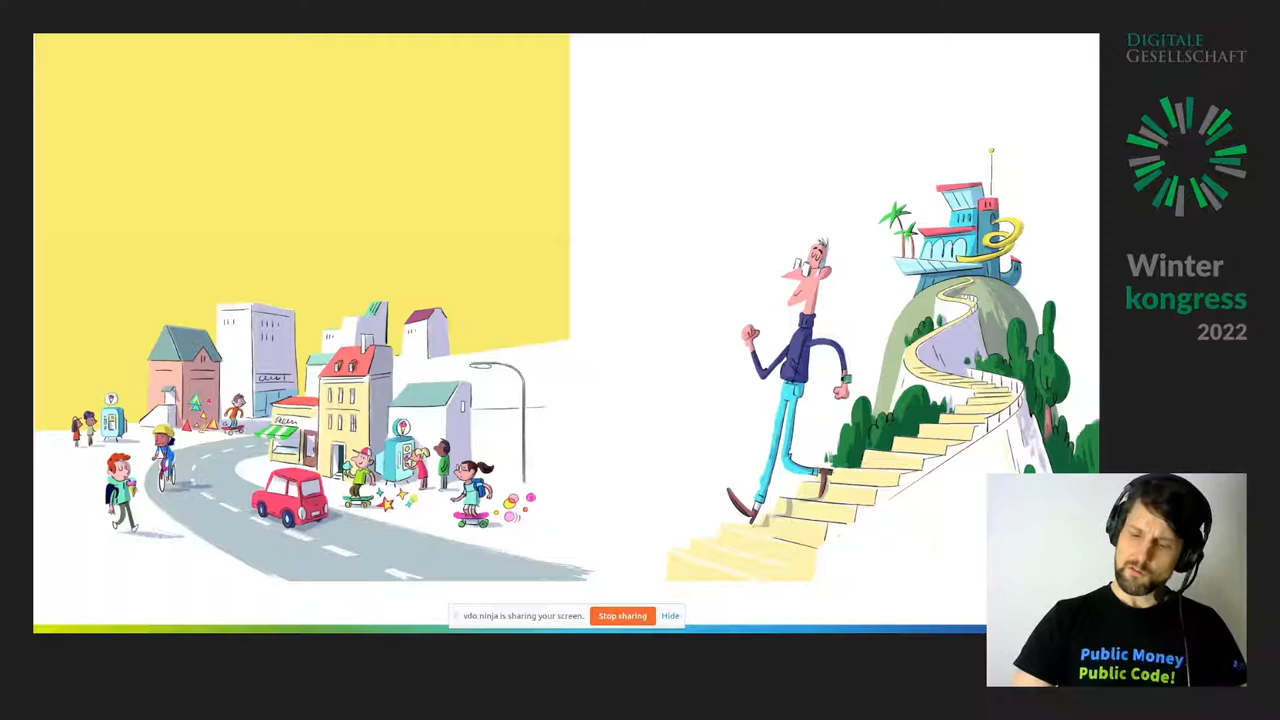 DIGITALE
GESELLSCHAFT
Winter
kongress
2022
vdo.ninja is sharing your screen.
Stop sharing
Hide
Public Money
Public Code!